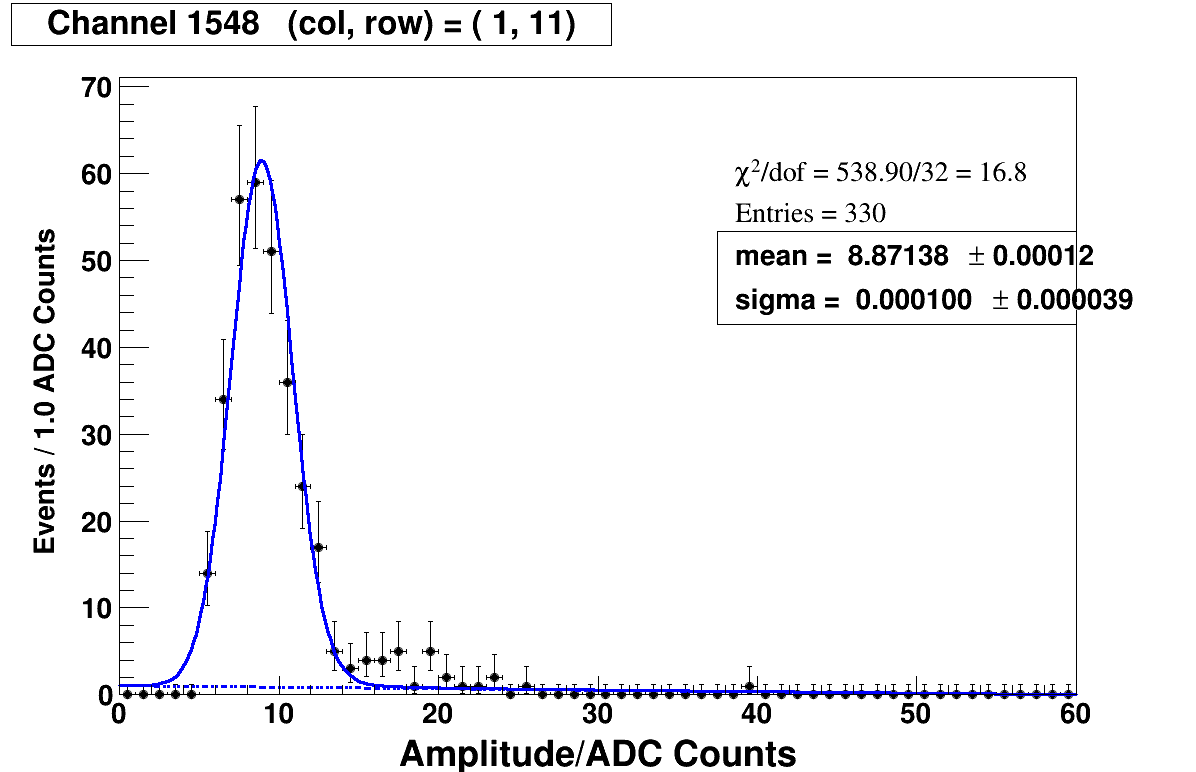 Channel 1548 (col, row) = ( 1, 11)
70
60
50
40
30
20
10
0
Events / 1.0 ADC Counts
χ²/dof = 538.90/32 = 16.8
Entries = 330
mean = 8.87138 ± 0.00012
sigma = 0.000100 ± 0.000039
0 10 20 30 40 50 60
Amplitude/ADC Counts